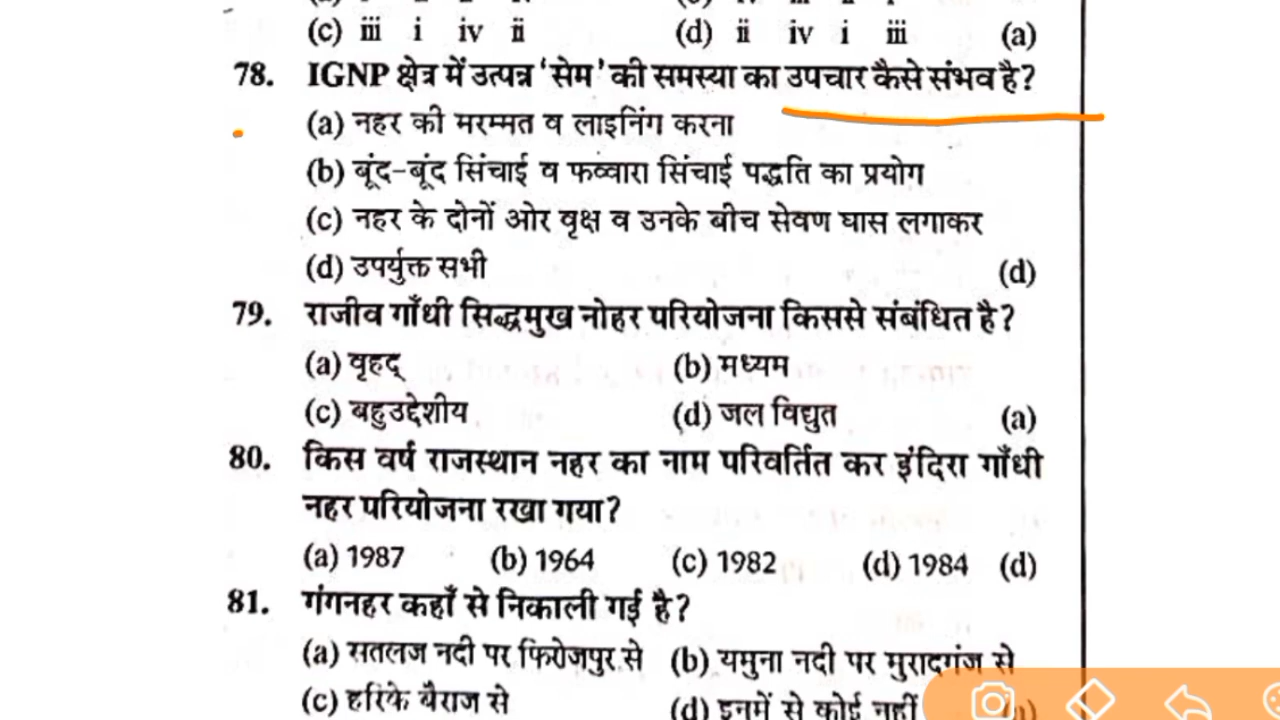 (c) iii i iv ii (d) ii iv i iii (a)
78. IGNP क्षेत्र में उत्पन्न 'सेम' की समस्या का उपचार कैसे संभव है?
(a) नहर की मरम्मत व लाइनिंग करना
(b) बूंद-बूंद सिंचाई व फव्वारा सिंचाई पद्धति का प्रयोग
(c) नहर के दोनों ओर वृक्ष व उनके बीच सेवण घास लगाकर
(d) उपर्युक्त सभी (d)
79. राजीव गाँधी सिद्धमुख नोहर परियोजना किससे संबंधित है?
(a) वृहद् (b) मध्यम
(c) बहुउद्देशीय (d) जल विद्युत (a)
80. किस वर्ष राजस्थान नहर का नाम परिवर्तित कर इंदिरा गाँधी
नहर परियोजना रखा गया?
(a) 1987 (b) 1964 (c) 1982 (d) 1984 (d)
81. गंगनहर कहाँ से निकाली गई है?
(a) सतलज नदी पर फिरोजपुर से (b) यमुना नदी पर मुरादगंज से
(c) हरिके बैराज से (d) इनमें से कोई नहीं